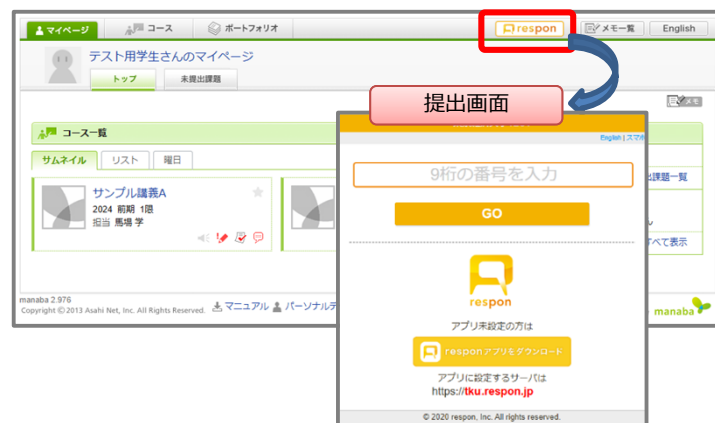 マイページ
コース
ポートフォリオ
respon
メモ一覧
English
テスト用学生さんのマイページ
トップ
未提出課題
メモ
提出画面
コース一覧
English | スマホ
サムネイル
リスト
曜日
9桁の番号を入力
出課題一覧
サンプル講義A
2024 前期 1限
担当 馬場 学
GO
すべて表示
respon
アプリ未設定の方は
responアプリをダウンロード
アプリに設定するサーバは
https://tku.respon.jp
© 2020 respon, Inc. All rights reserved.
manaba 2.976
Copyright © 2013 Asahi Net, Inc. All Rights Reserved.
マニュアル
パーソナルデ
manaba